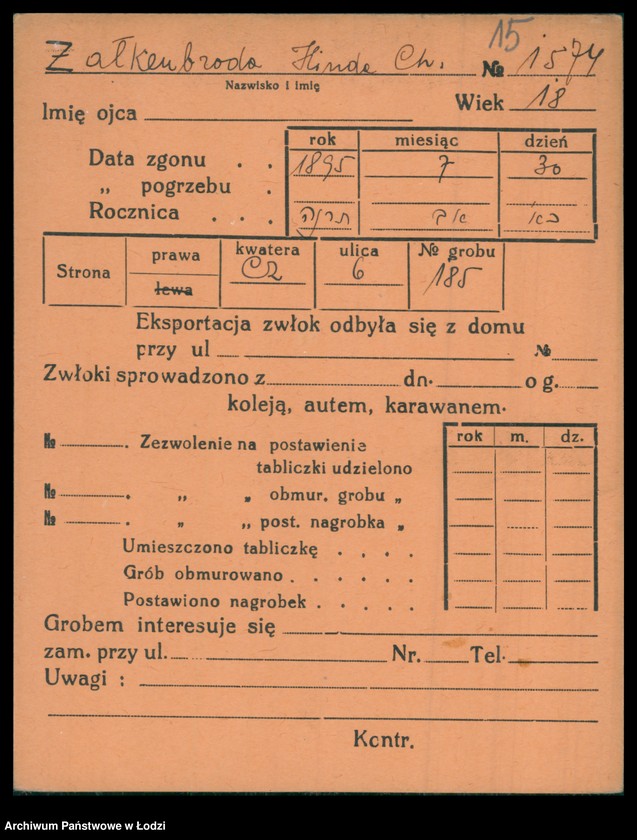 15
Załkenbroda Hinda Ch. № 1574
Nazwisko i imię
Wiek 18
Imię ojca
rok miesiąc dzień
Data zgonu . . 1895 7 30
„ pogrzebu .
Rocznica . . . תרנה אב
Strona prawa kwatera ulica № grobu
lewa C2 6 185
Eksportacja zwłok odbyła się z domu
przy ul №
Zwłoki sprowadzono z dn. o g.
koleją, autem, karawanem.
rok m. dz.
№ . Zezwolenie na postawienie
tabliczki udzielono
№ . „ „ obmur. grobu „
№ . „ „ post. nagrobka „
Umieszczono tabliczkę . . . .
Grób obmurowano . . . . . .
Postawiono nagrobek . . . . .
Grobem interesuje się
zam. przy ul. Nr. Tel.
Uwagi :
Kontr.
Archiwum Państwowe w Łodzi